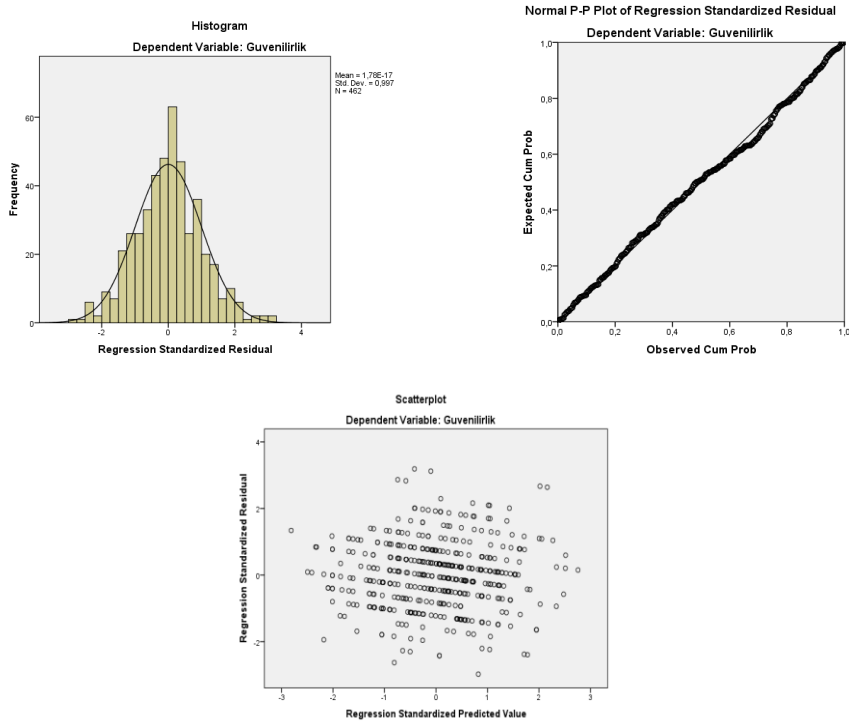 Histogram
Dependent Variable: Guvenilirlik
Mean = 1,78E-17
Std. Dev. = 0,997
N = 462
Frequency
60
40
20
0
-2
0
2
4
Regression Standardized Residual
Normal P-P Plot of Regression Standardized Residual
Dependent Variable: Guvenilirlik
Expected Cum Prob
1,0
0,8
0,6
0,4
0,2
0,0
0,0
0,2
0,4
0,6
0,8
1,0
Observed Cum Prob
Scatterplot
Dependent Variable: Guvenilirlik
Regression Standardized Residual
4
2
0
-2
-3
-2
-1
0
1
2
3
Regression Standardized Predicted Value